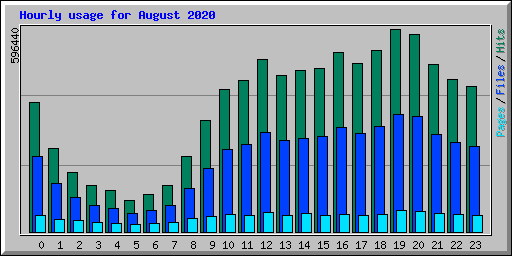 Hourly usage for August 2020
596440
Pages / Files / Hits
0 1 2 3 4 5 6 7 8 9 10 11 12 13 14 15 16 17 18 19 20 21 22 23